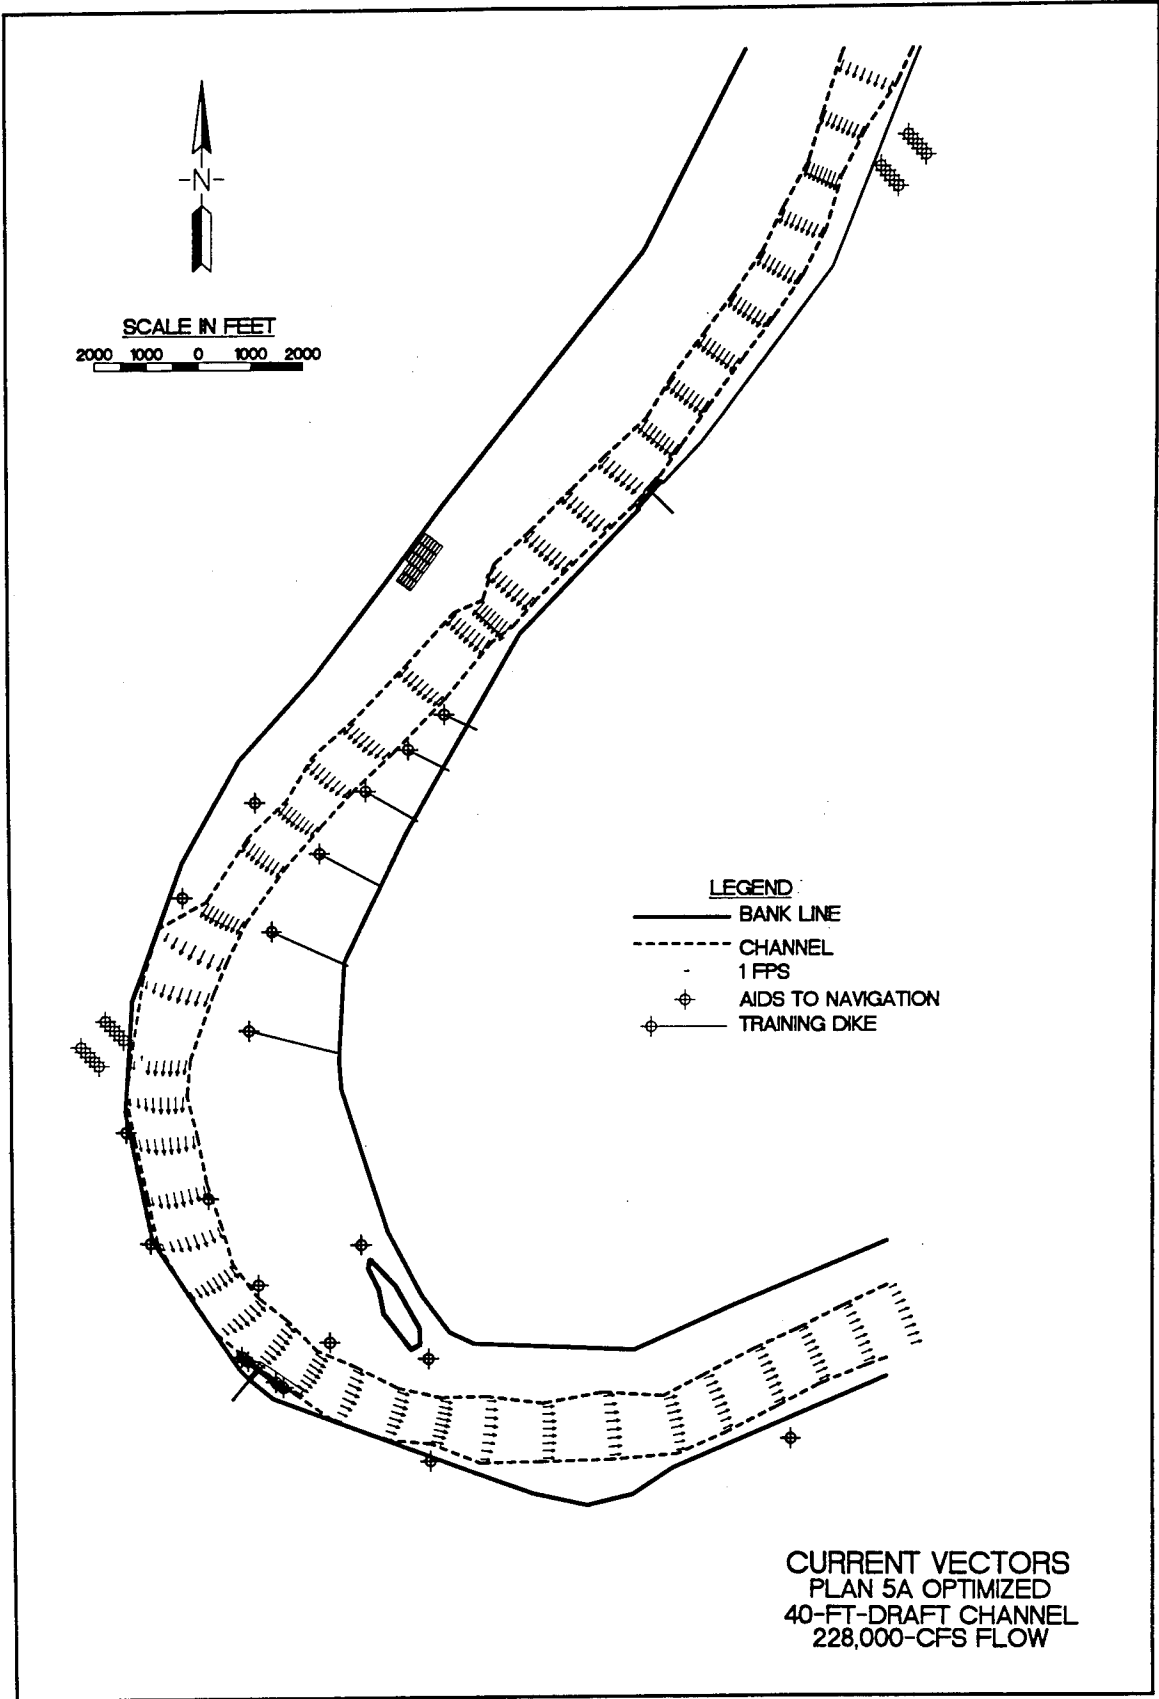 -N-
SCALE IN FEET
2000 1000 0 1000 2000
LEGEND
BANK LINE
CHANNEL
1 FPS
AIDS TO NAVIGATION
TRAINING DIKE
CURRENT VECTORS
PLAN 5A OPTIMIZED
40-FT-DRAFT CHANNEL
228,000-CFS FLOW